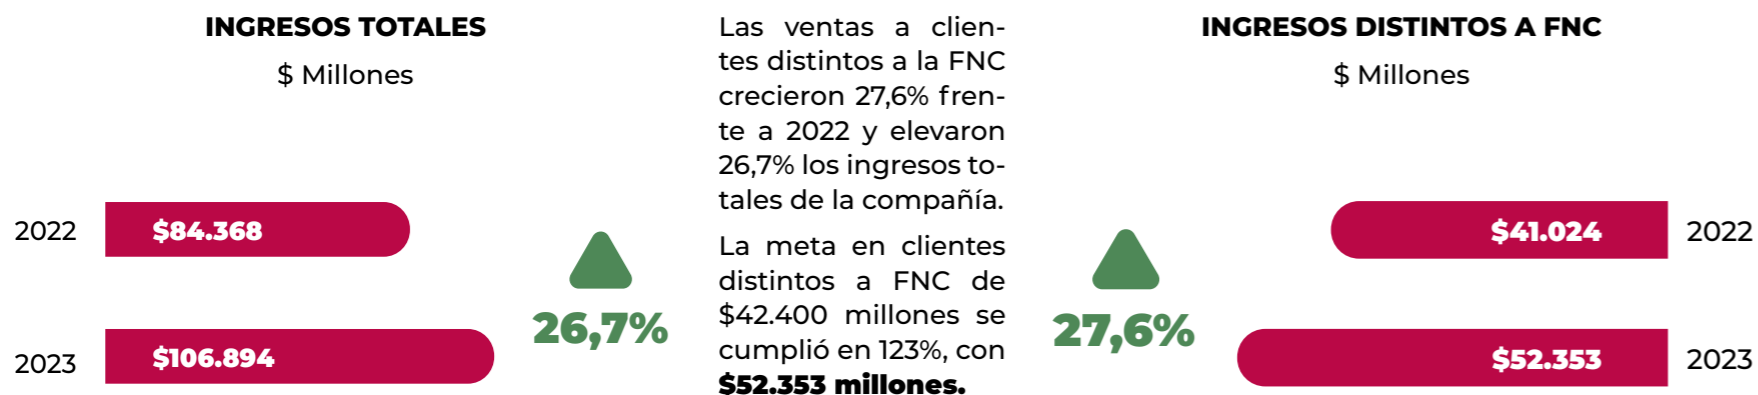 INGRESOS TOTALES
$ Millones
2022
$84.368
2023
$106.894
26,7%
Las ventas a clien-
tes distintos a la FNC
crecieron 27,6% fren-
te a 2022 y elevaron
26,7% los ingresos to-
tales de la compañía.
La meta en clientes
distintos a FNC de
$42.400 millones se
cumplió en 123%, con
$52.353 millones.
INGRESOS DISTINTOS A FNC
$ Millones
27,6%
$41.024
2022
$52.353
2023